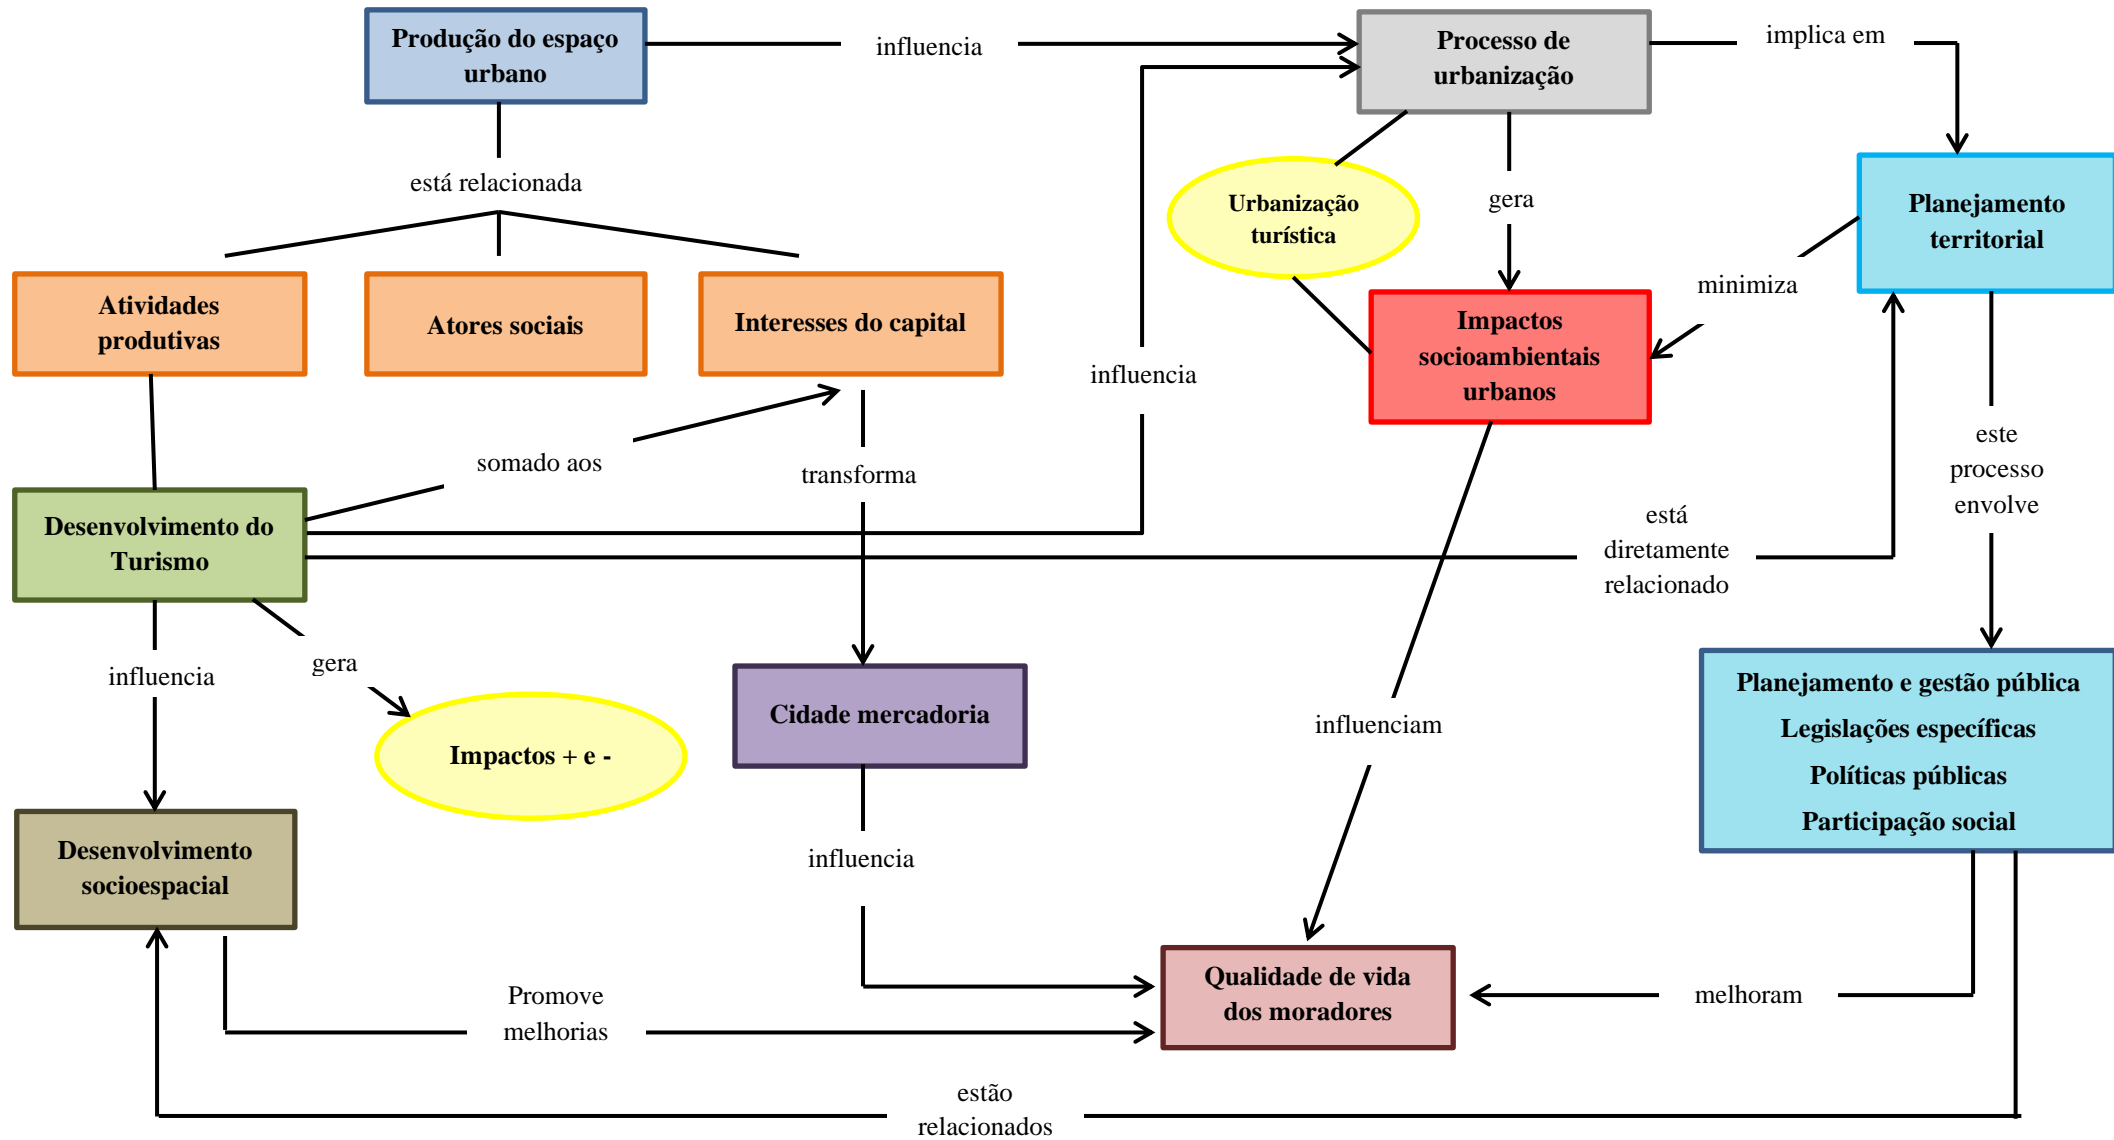 Produção do espaço
urbano
influencia
Processo de
urbanização
implica em
está relacionada
Urbanização
turística
gera
Planejamento
territorial
minimiza
Atividades
produtivas
Atores sociais
Interesses do capital
Impactos
socioambientais
urbanos
influencia
somado aos
transforma
este
processo
envolve
Desenvolvimento do
Turismo
está
diretamente
relacionado
influencia
gera
Impactos + e -
Cidade mercadoria
influenciam
Planejamento e gestão pública
Legislações específicas
Políticas públicas
Participação social
Desenvolvimento
socioespacial
influencia
Promove
melhorias
Qualidade de vida
dos moradores
melhoram
estão
relacionados